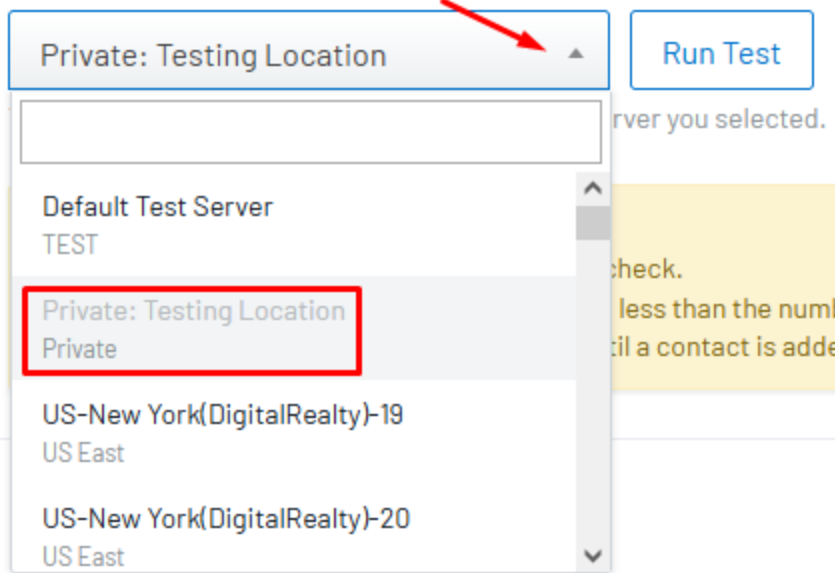 Private: Testing Location
Run Test
rver you selected.
Default Test Server
TEST
check.
Private: Testing Location
less than the numb
Private
til a contact is adde
US-New York(DigitalRealty)-19
US East
US-New York(DigitalRealty)-20
US East